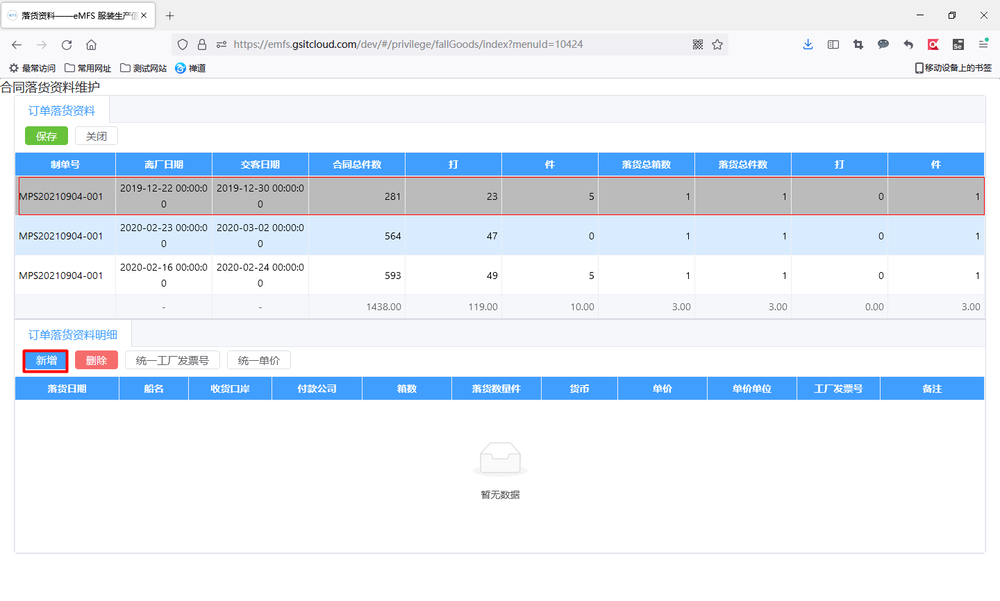 落货资料——eMFS 服装生产信
https://emfs.gsitcloud.com/dev/#/privilege/fallGoods/index?menuId=10424
最常访问 常用网址 测试网站 禅道 移动设备上的书签
合同落货资料维护
订单落货资料
保存 关闭
制单号 离厂日期 交客日期 合同总件数 打 件 落货总箱数 落货总件数 打 件
MPS20210904-001 2019-12-22 00:00:00 2019-12-30 00:00:00 281 23 5 1 1 0 1
MPS20210904-001 2020-02-23 00:00:00 2020-03-02 00:00:00 564 47 0 1 1 0 1
MPS20210904-001 2020-02-16 00:00:00 2020-02-24 00:00:00 593 49 5 1 1 0 1
- - 1438.00 119.00 10.00 3.00 3.00 0.00 3.00
订单落货资料明细
新增 删除 统一工厂发票号 统一单价
落货日期 船名 收货口岸 付款公司 箱数 落货数量件 货币 单价 单价单位 工厂发票号 备注
暂无数据